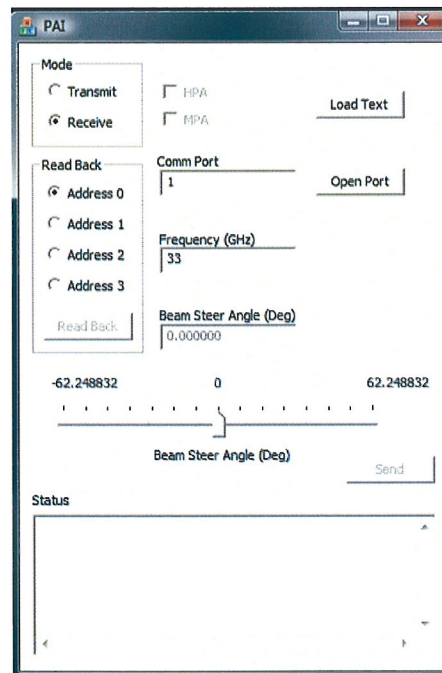 PAI
Mode
Transmit
Receive
HPA
MPA
Load Text
Read Back
Address 0
Address 1
Address 2
Address 3
Read Back
Comm Port
1
Open Port
Frequency (GHz)
33
Beam Steer Angle (Deg)
0.000000
-62.248832 0 62.248832
Beam Steer Angle (Deg)
Send
Status